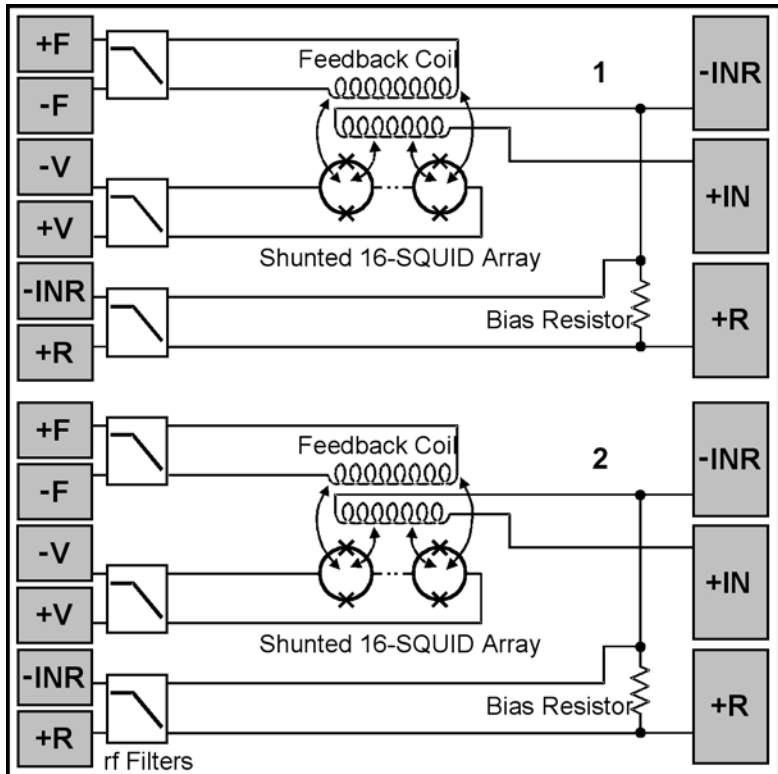 +F
Feedback Coil
1
-INR
-F
-V
+IN
+V
Shunted 16-SQUID Array
-INR
Bias Resistor
+R
+R
+F
Feedback Coil
2
-INR
-F
-V
+IN
+V
Shunted 16-SQUID Array
-INR
Bias Resistor
+R
+R
rf Filters